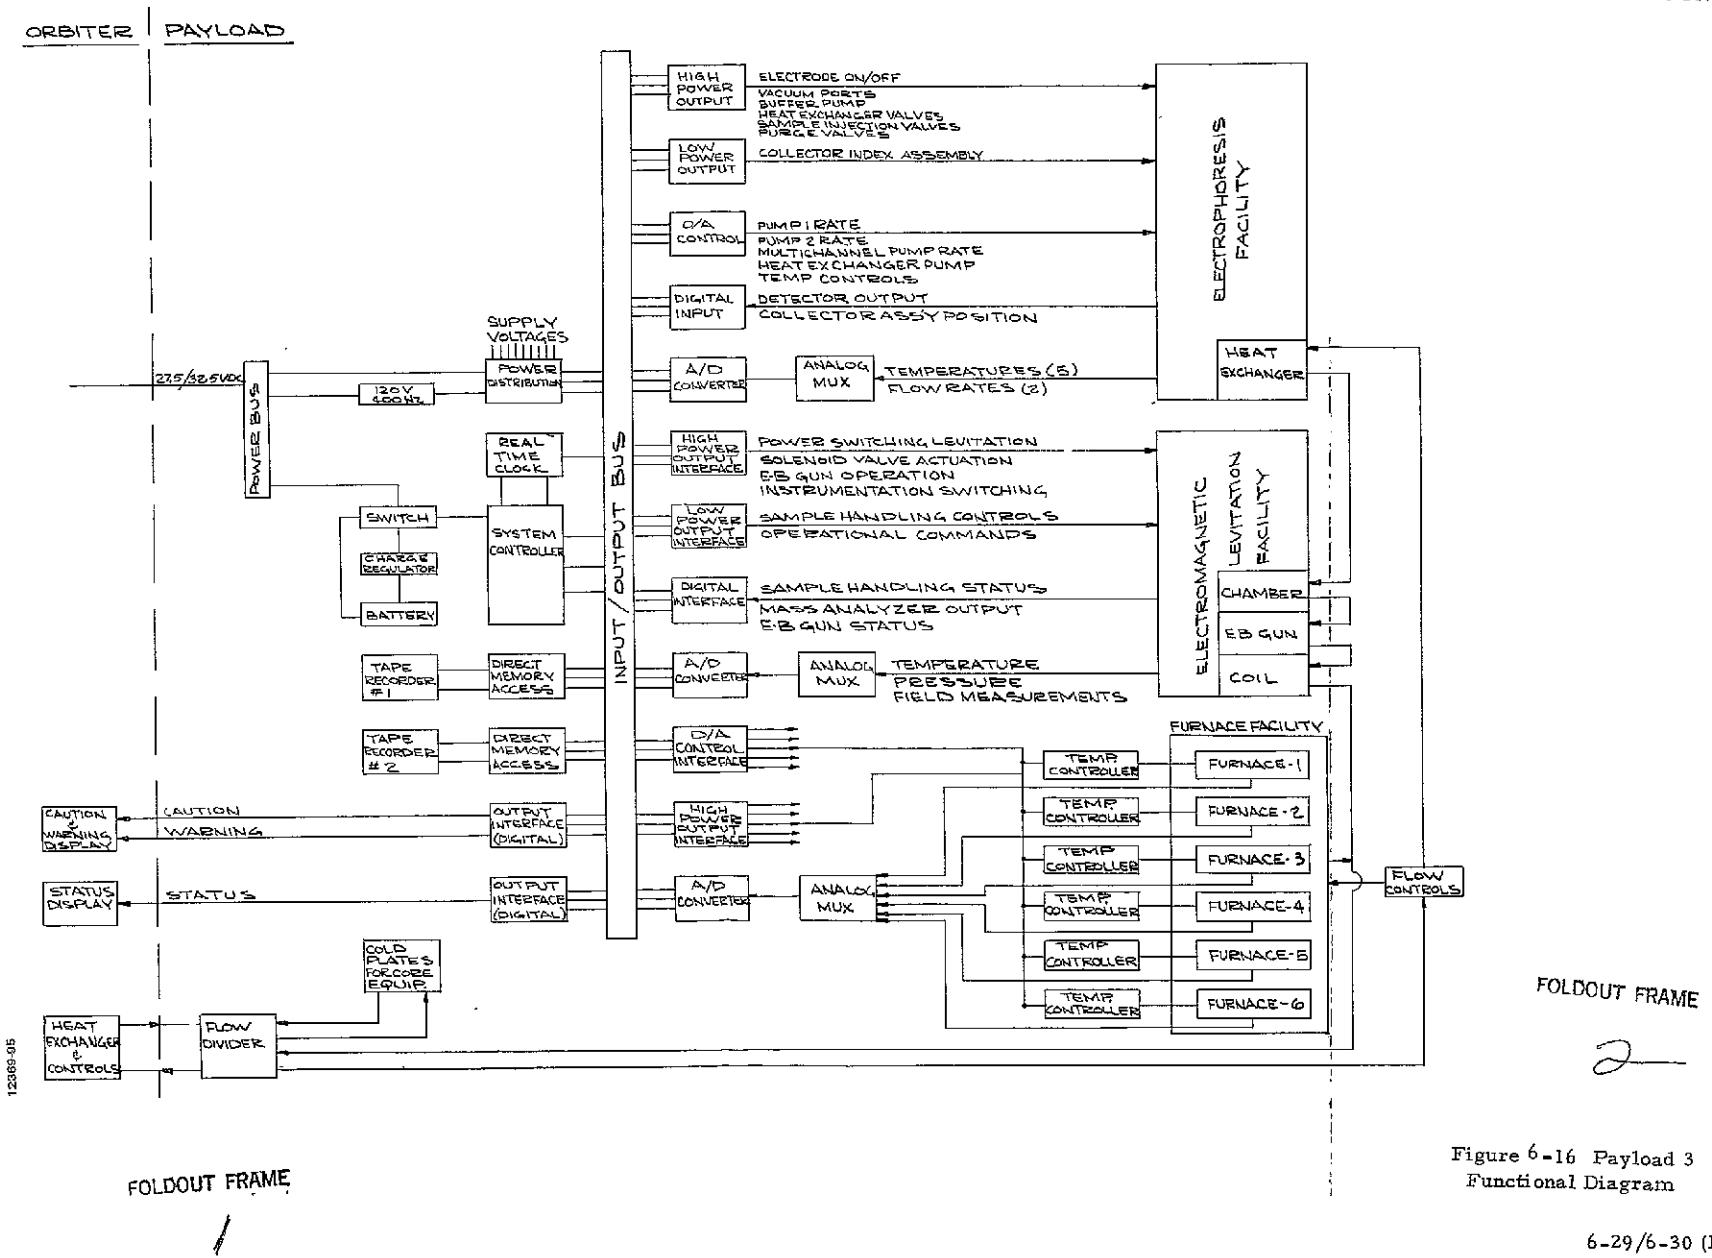 ORBITER PAYLOAD
HIGH
POWER
OUTPUT
ELECTRODE ON/OFF
VACUUM PORTS
BUFFER PUMP
HEAT EXCHANGER VALVES
SAMPLE INJECTION VALVES
PURGE VALVES
LOW
POWER
OUTPUT
COLLECTOR INDEX ASSEMBLY
D/A
CONTROL
PUMP 1 RATE
PUMP 2 RATE
MULTICHANNEL PUMP RATE
HEAT EXCHANGER PUMP
TEMP CONTROLS
DIGITAL
INPUT
DETECTOR OUTPUT
COLLECTOR ASS'Y POSITION
ELECTROPHORESIS
FACILITY
HEAT
EXCHANGER
SUPPLY
VOLTAGES
POWER
DISTRIBUTION
27.5/32.5VDC
POWER BUS
120V
400HZ
A/D
CONVERTER
ANALOG
MUX
TEMPERATURES (5)
FLOW RATES (2)
INPUT / OUTPUT BUS
REAL
TIME
CLOCK
HIGH
POWER
OUTPUT
INTERFACE
POWER SWITCHING LEVITATION
SOLENOID VALVE ACTUATION
E-B GUN OPERATION
INSTRUMENTATION SWITCHING
SWITCH
CHARGE
REGULATOR
BATTERY
SYSTEM
CONTROLLER
LOW
POWER
OUTPUT
INTERFACE
SAMPLE HANDLING CONTROLS
OPERATIONAL COMMANDS
DIGITAL
INTERFACE
SAMPLE HANDLING STATUS
MASS ANALYZER OUTPUT
E-B GUN STATUS
ELECTROMAGNETIC
LEVITATION
FACILITY
CHAMBER
EB GUN
COIL
TAPE
RECORDER
#1
DIRECT
MEMORY
ACCESS
A/D
CONVERTER
ANALOG
MUX
TEMPERATURE
PRESSURE
FIELD MEASUREMENTS
TAPE
RECORDER
#2
DIRECT
MEMORY
ACCESS
D/A
CONTROL
INTERFACE
FURNACE FACILITY
TEMP
CONTROLLER
FURNACE-1
TEMP.
CONTROLLER
FURNACE-2
TEMP
CONTROLLER
FURNACE-3
TEMP.
CONTROLLER
FURNACE-4
TEMP
CONTROLLER
FURNACE-5
TEMP.
CONTROLLER
FURNACE-6
CAUTION
&
WARNING
DISPLAY
CAUTION
WARNING
OUTPUT
INTERFACE
(DIGITAL)
HIGH
POWER
OUTPUT
INTERFACE
STATUS
DISPLAY
STATUS
OUTPUT
INTERFACE
(DIGITAL)
A/D
CONVERTER
ANALOG
MUX
FLOW
CONTROLS
COLD
PLATES
FOR CORE
EQUIP.
HEAT
EXCHANGER
&
CONTROLS
FLOW
DIVIDER
12369-95
FOLDOUT FRAME
2
FOLDOUT FRAME
1
Figure 6-16 Payload 3
Functional Diagram
6-29/6-30 (